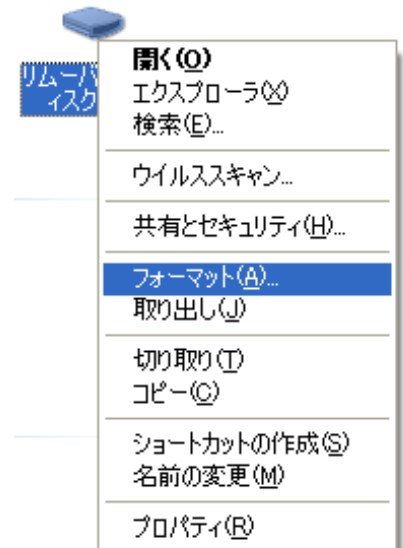 リムーバ
ィスク
開く(O)
エクスプローラ(X)
検索(E)...
ウイルススキャン...
共有とセキュリティ(H)...
フォーマット(A)...
取り出し(J)
切り取り(T)
コピー(C)
ショートカットの作成(S)
名前の変更(M)
プロパティ(R)